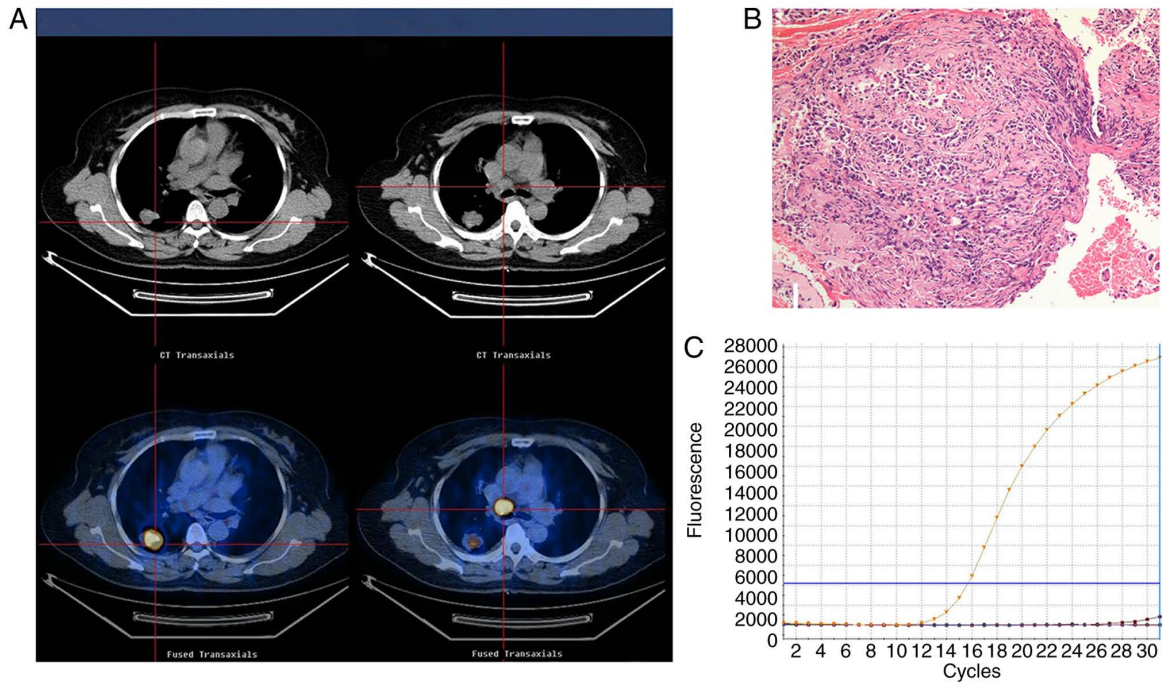 A
CT Transaxials
CT Transaxials
Fused Transaxials
Fused Transaxials
B
C
28000
26000
24000
22000
20000
18000
16000
14000
12000
10000
8000
6000
4000
2000
0
Fluorescence
2 4 6 8 10 12 14 16 18 20 22 24 26 28 30
Cycles